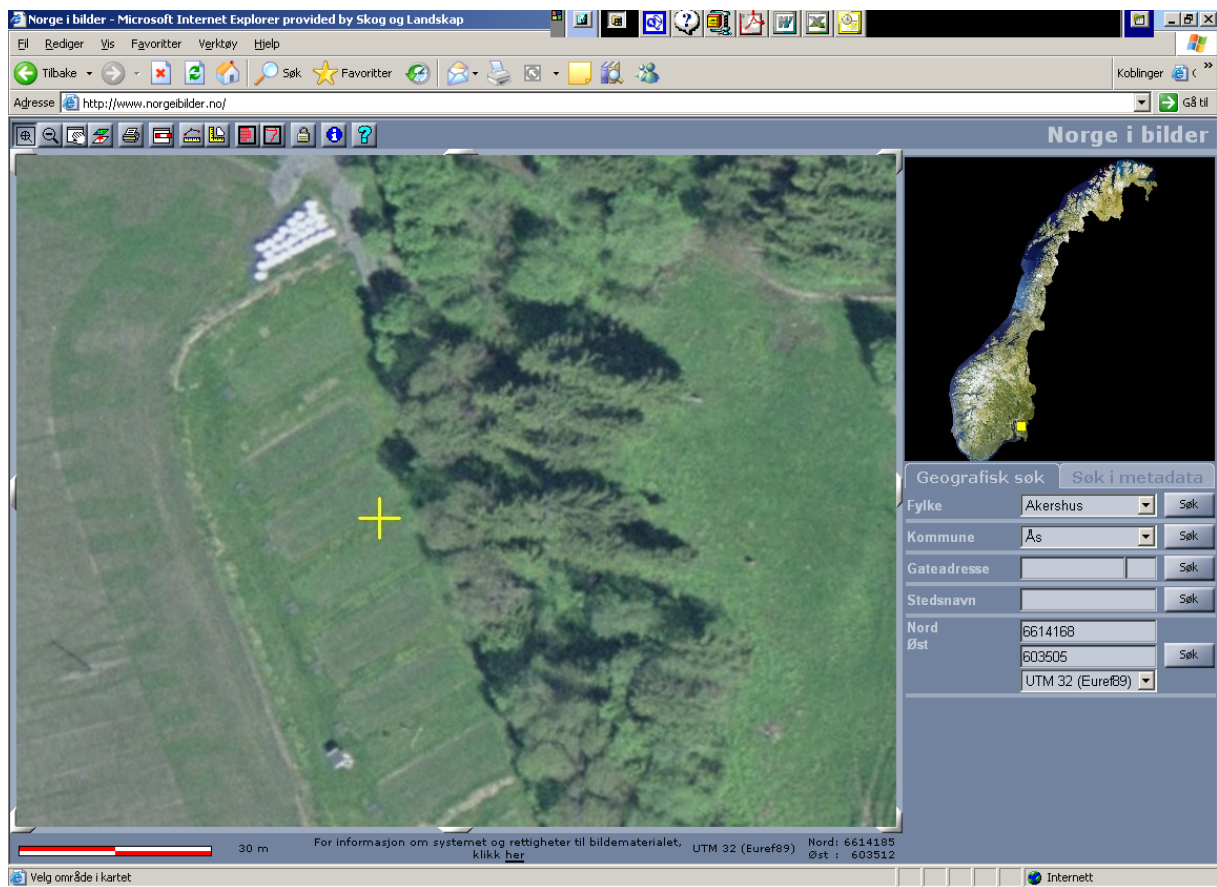 Norge i bilder - Microsoft Internet Explorer provided by Skog og Landskap
Fil Rediger Vis Favoritter Verktøy Hjelp
Tilbake Søk Favoritter Koblinger
Adresse http://www.norgeibilder.no/ Gå til
Norge i bilder
Geografisk søk Søk i metadata
Fylke Akershus Søk
Kommune Ås Søk
Gateadresse Søk
Stedsnavn Søk
Nord 6614168
Øst 603505 Søk
UTM 32 (Euref89)
30 m
For informasjon om systemet og rettigheter til bildematerialet,
klikk her
UTM 32 (Euref89)
Nord: 6614185
Øst : 603512
Velg område i kartet Internett